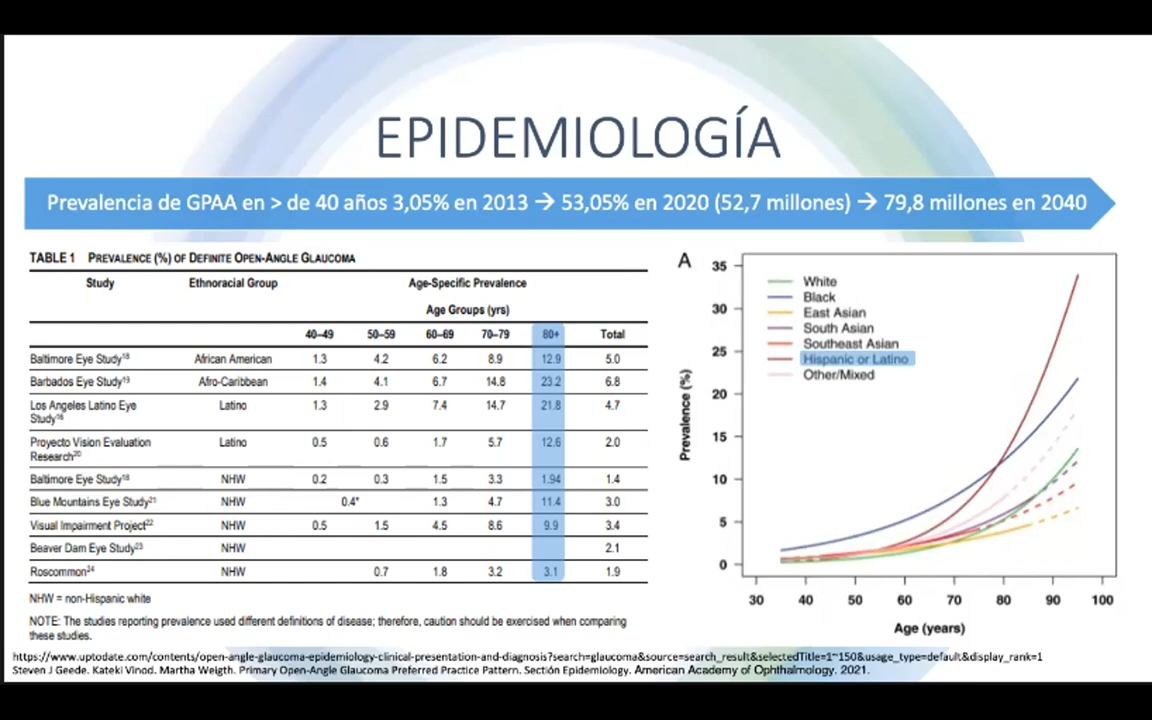 EPIDEMIOLOGÍA
Prevalencia de GPAA en > de 40 años 3,05% en 2013 → 53,05% en 2020 (52,7 millones) → 79,8 millones en 2040
TABLE 1 PREVALENCE (%) OF DEFINITE OPEN-ANGLE GLAUCOMA
Study Ethnoracial Group Age-Specific Prevalence
Age Groups (yrs)
40–49 50–59 60–69 70–79 80+ Total
Baltimore Eye Study¹⁸ African American 1.3 4.2 6.2 8.9 12.9 5.0
Barbados Eye Study¹⁹ Afro-Caribbean 1.4 4.1 6.7 14.8 23.2 6.8
Los Angeles Latino Eye Latino 1.3 2.9 7.4 14.7 21.8 4.7
Study¹⁶
Proyecto Vision Evaluation Latino 0.5 0.6 1.7 5.7 12.6 2.0
Research²⁰
Baltimore Eye Study¹⁸ NHW 0.2 0.3 1.5 3.3 1.94 1.4
Blue Mountains Eye Study²¹ NHW 0.4* 1.3 4.7 11.4 3.0
Visual Impairment Project²² NHW 0.5 1.5 4.5 8.6 9.9 3.4
Beaver Dam Eye Study²³ NHW 2.1
Roscommon²⁴ NHW 0.7 1.8 3.2 3.1 1.9
NHW = non-Hispanic white
NOTE: The studies reporting prevalence used different definitions of disease; therefore, caution should be exercised when comparing
these studies.
A
Prevalence (%)
35
30
25
20
15
10
5
0
White
Black
East Asian
South Asian
Southeast Asian
Hispanic or Latino
Other/Mixed
30 40 50 60 70 80 90 100
Age (years)
https://www.uptodate.com/contents/open-angle-glaucoma-epidemiology-clinical-presentation-and-diagnosis?search=glaucoma&source=search_result&selectedTitle=1~150&usage_type=default&display_rank=1
Steven J Geede. Kateki Vinod. Martha Weigth. Primary Open-Angle Glaucoma Preferred Practice Pattern. Sectión Epidemiology. American Academy of Ophthalmology. 2021.